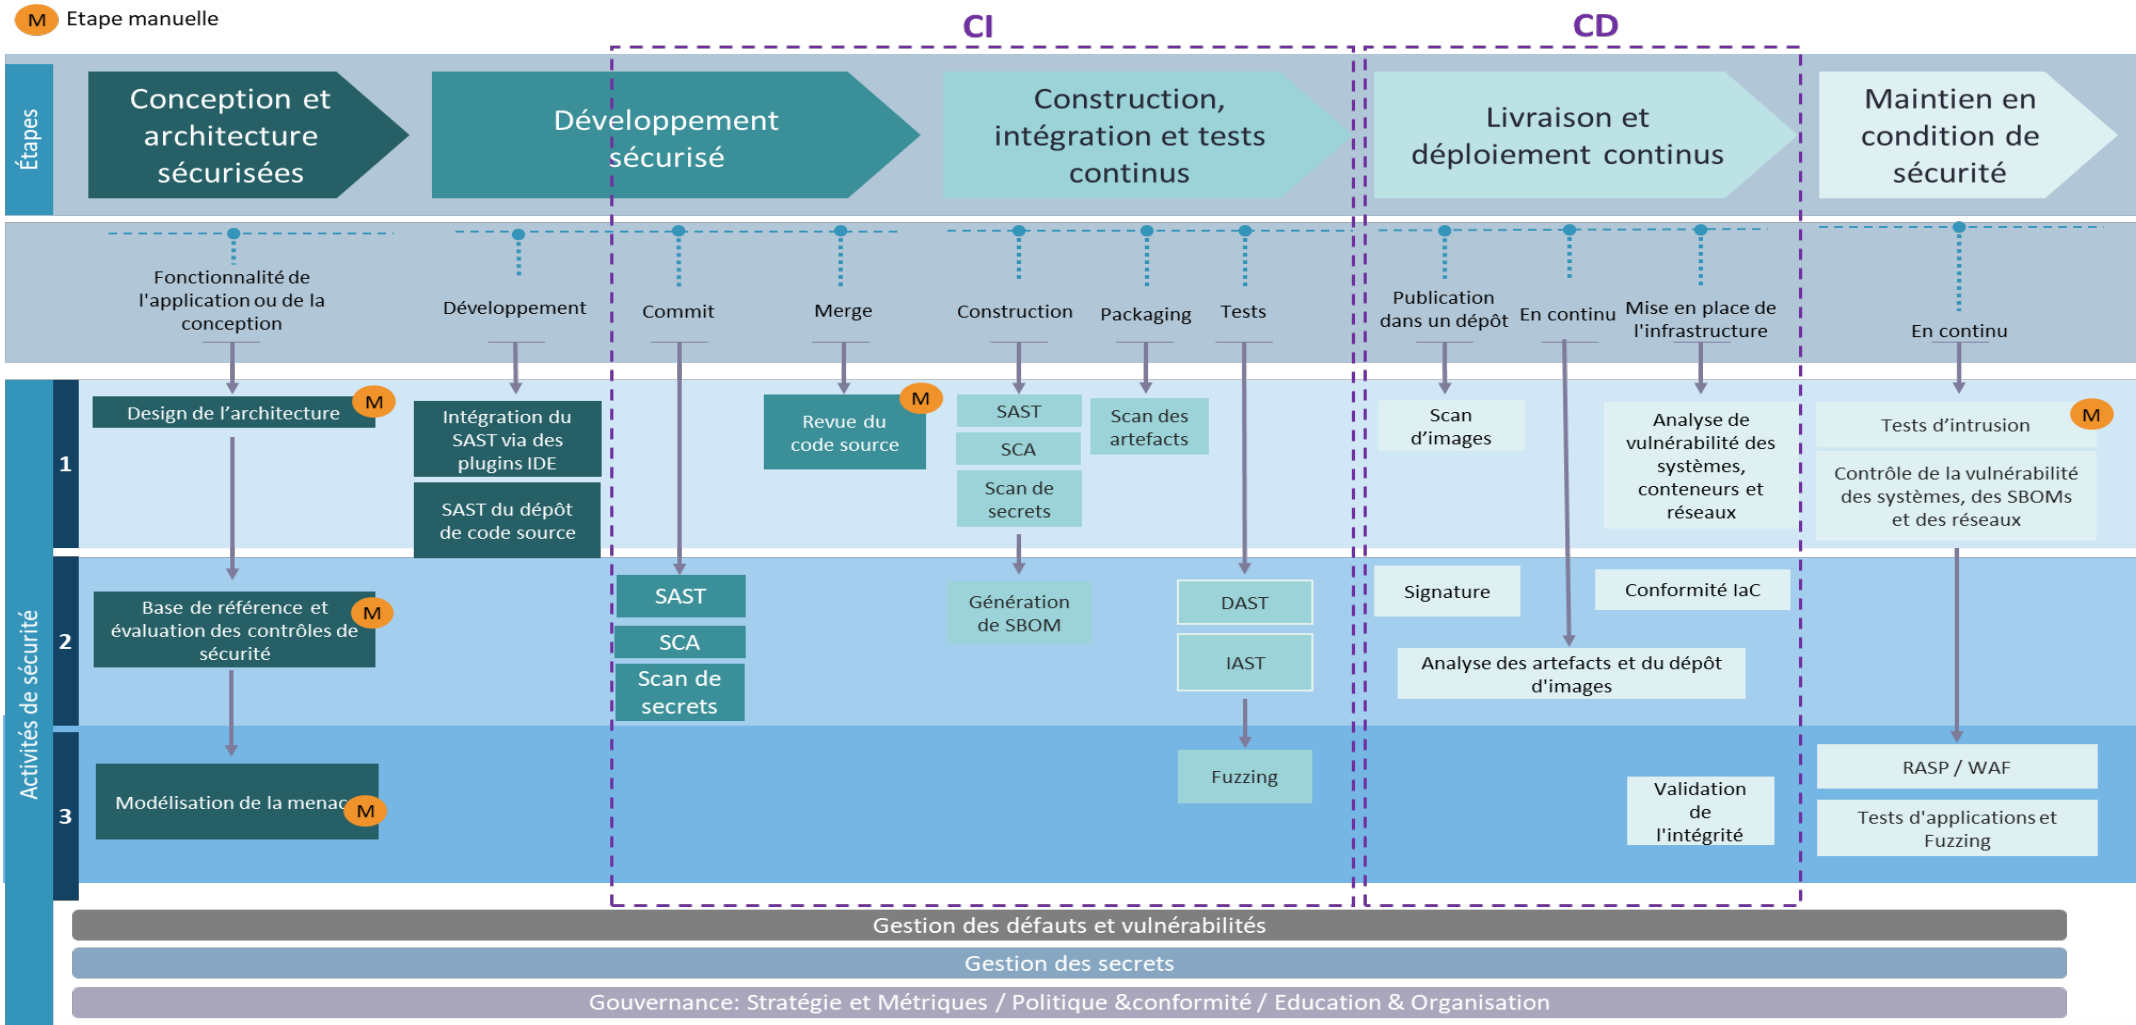 M Etape manuelle
CI
CD
Étapes
Conception et
architecture
sécurisées
Développement
sécurisé
Construction,
intégration et tests
continus
Livraison et
déploiement continus
Maintien en
condition de
sécurité
Fonctionnalité de
l'application ou de la
conception
Développement
Commit
Merge
Construction
Packaging
Tests
Publication
dans un dépôt
En continu
Mise en place de
l'infrastructure
En continu
Activités de sécurité
1
Design de l’architecture
M
Intégration du
SAST via des
plugins IDE
SAST du dépôt
de code source
Revue du
code source
M
SAST
SCA
Scan de
secrets
Scan des
artefacts
Scan
d’images
Analyse de
vulnérabilité des
systèmes,
conteneurs et
réseaux
Tests d’intrusion
M
Contrôle de la vulnérabilité
des systèmes, des SBOMs
et des réseaux
2
Base de référence et
évaluation des contrôles de
sécurité
M
SAST
SCA
Scan de
secrets
Génération
de SBOM
DAST
IAST
Signature
Conformité IaC
Analyse des artefacts et du dépôt
d'images
3
Modélisation de la menac
M
Fuzzing
Validation
de
l'intégrité
RASP / WAF
Tests d'applications et
Fuzzing
Gestion des défauts et vulnérabilités
Gestion des secrets
Gouvernance: Stratégie et Métriques / Politique &conformité / Education & Organisation